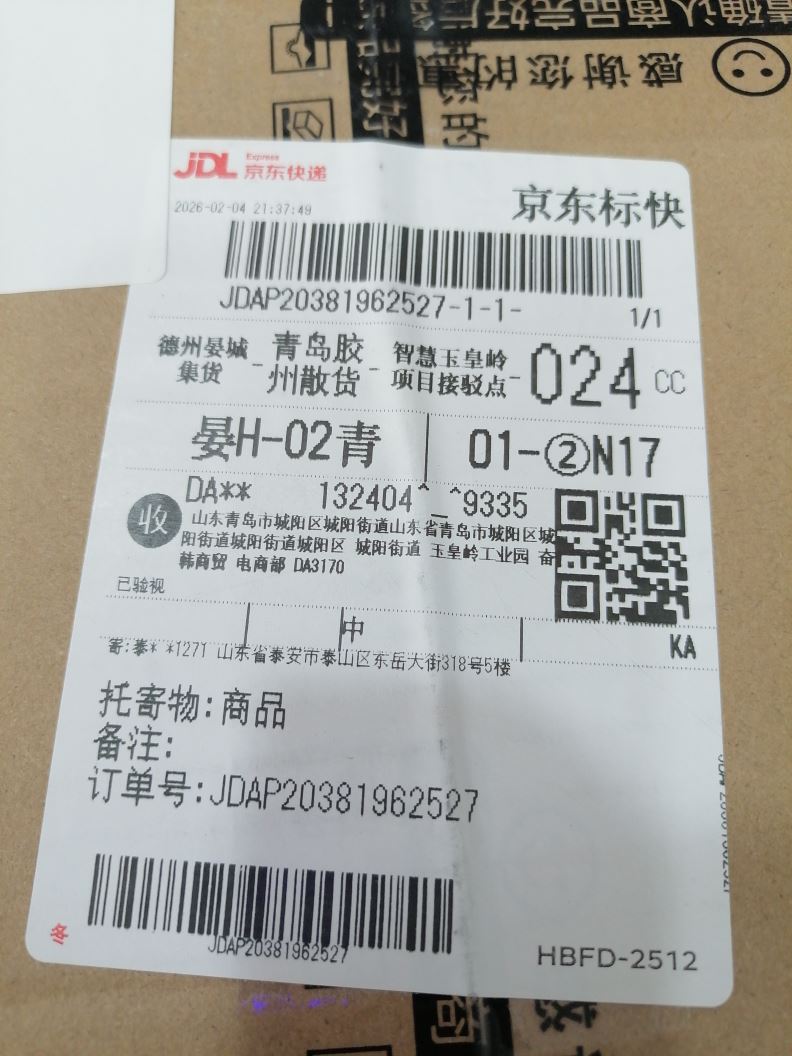 感谢您的
JDL Express
京东快递
2026-02-04 21:37:49
京东标快
JDAP20381962527-1-1-
1/1
德州晏城集货 - 青岛胶州散货 - 智慧玉皇岭项目接驳点 - 024 CC
晏H-02青
01-②N17
收
DA** 132404^_^9335
山东青岛市城阳区城阳街道山东省青岛市城阳区城
阳街道城阳街道城阳区 城阳街道 玉皇岭工业园 奋
韩商贸 电商部 DA3170
已验视
中
KA
寄:泰* *1271 山东省泰安市泰山区东岳大街318号5楼
托寄物:商品
备注:
订单号:JDAP20381962527
JDAP20381962527
冬
HBFD-2512